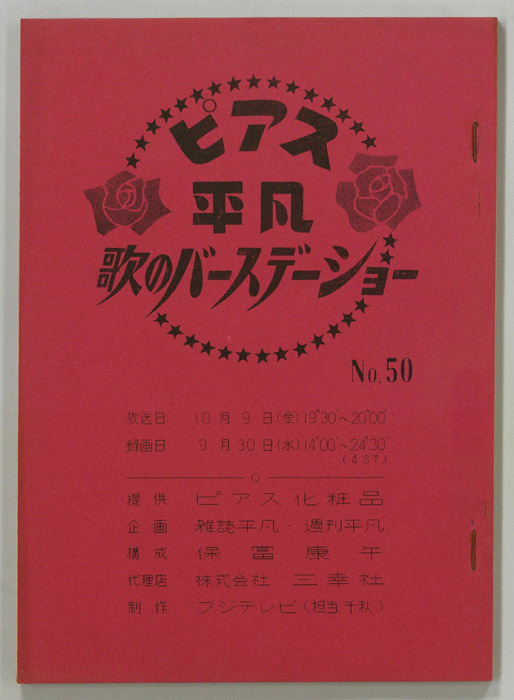 ピアス
平凡
歌のバースデーショー
No.50
放送日 10月9日(金)19°30'~20°00'
録画日 9月30日(水)14°00'~24°30'
(4ST)
提供 ピアス化粧品
企画 雑誌平凡・週刊平凡
構成 保富康午
代理店 株式会社 三幸社
制作 フジテレビ(担当 千秋)